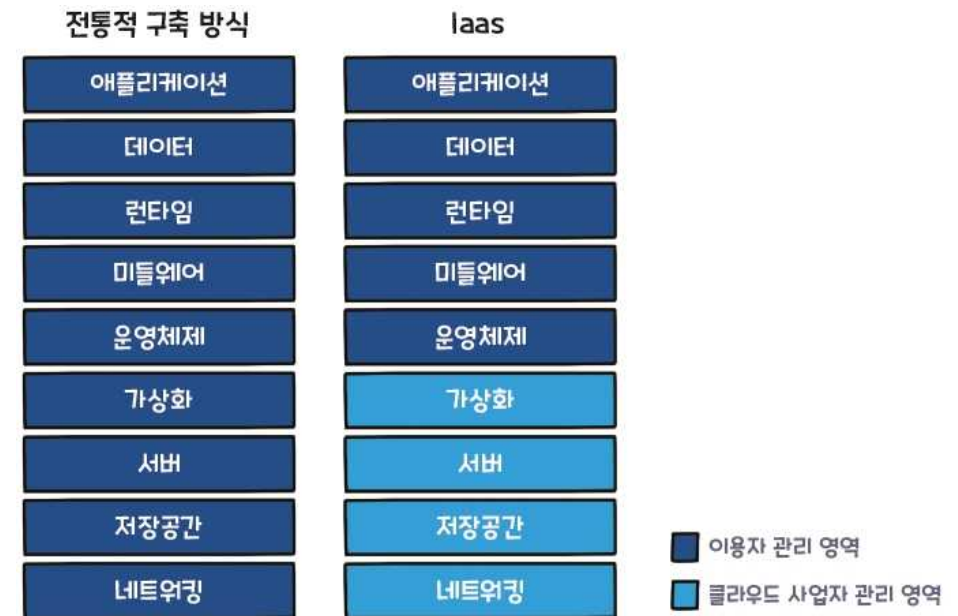 전통적 구축 방식
Iaas
애플리케이션
애플리케이션
데이터
데이터
런타임
런타임
미들웨어
미들웨어
운영체제
운영체제
가상화
가상화
서버
서버
저장공간
저장공간
네트워킹
네트워킹
이용자 관리 영역
클라우드 사업자 관리 영역